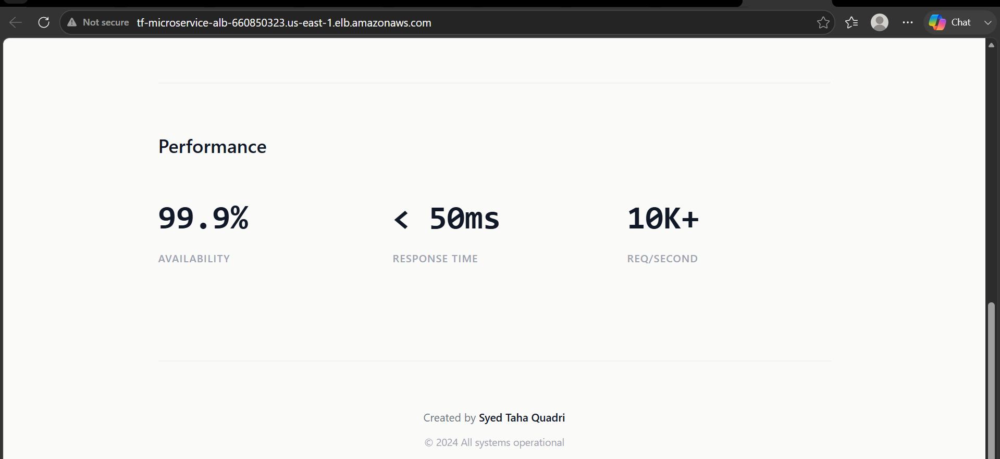 Not secure tf-microservice-alb-660850323.us-east-1.elb.amazonaws.com
Chat
Performance
99.9% < 50ms 10K+
AVAILABILITY RESPONSE TIME REQ/SECOND
Created by Syed Taha Quadri
© 2024 All systems operational